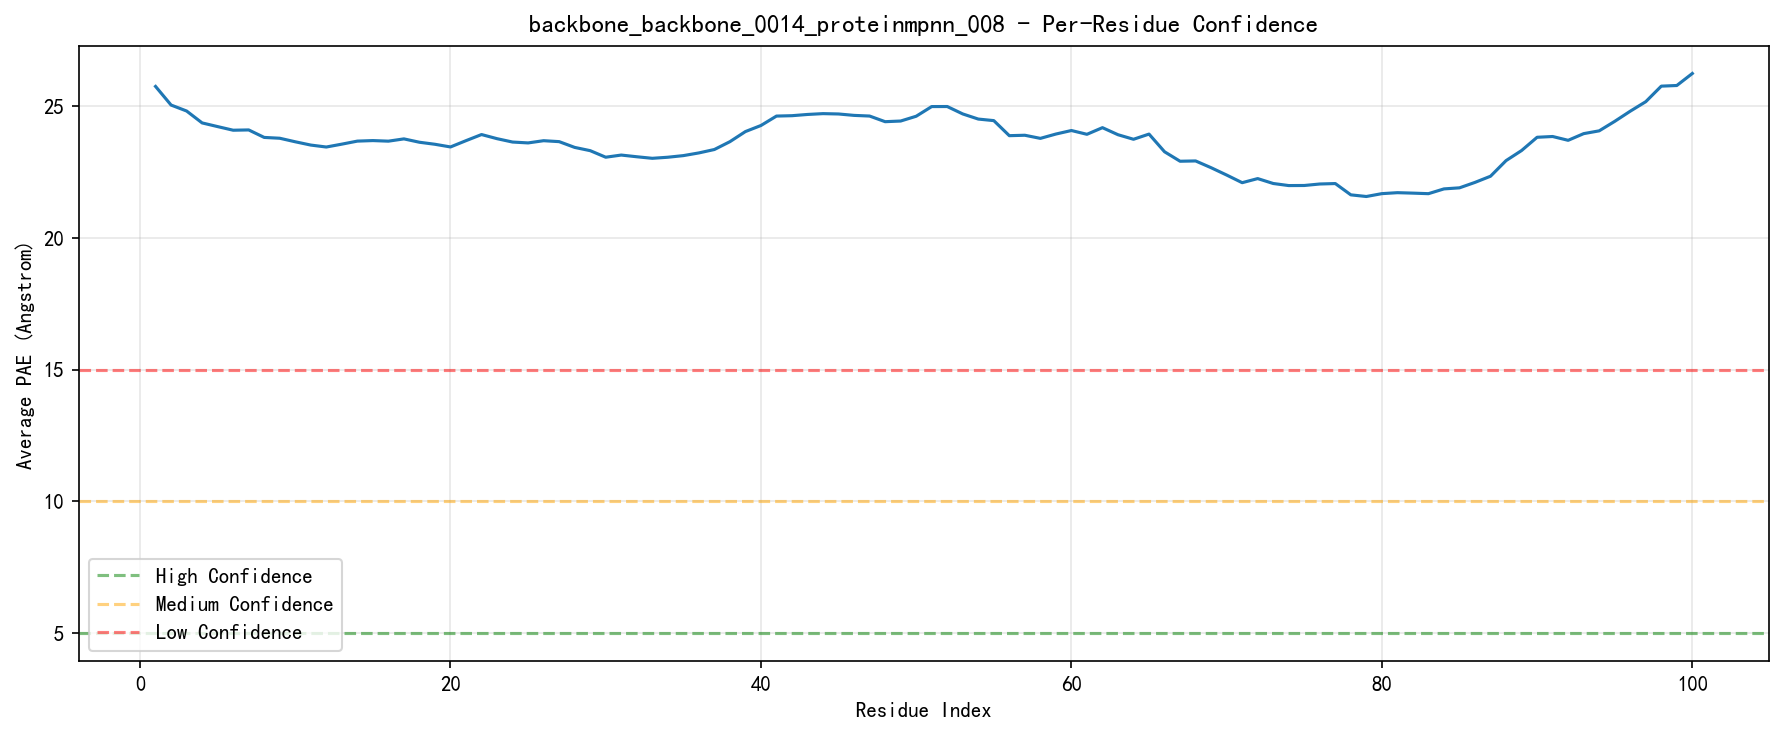 backbone_backbone_0014_proteinmpnn_008 - Per-Residue Confidence
Average PAE (Angstrom)
25
20
15
10
5
High Confidence
Medium Confidence
Low Confidence
0 20 40 60 80 100
Residue Index